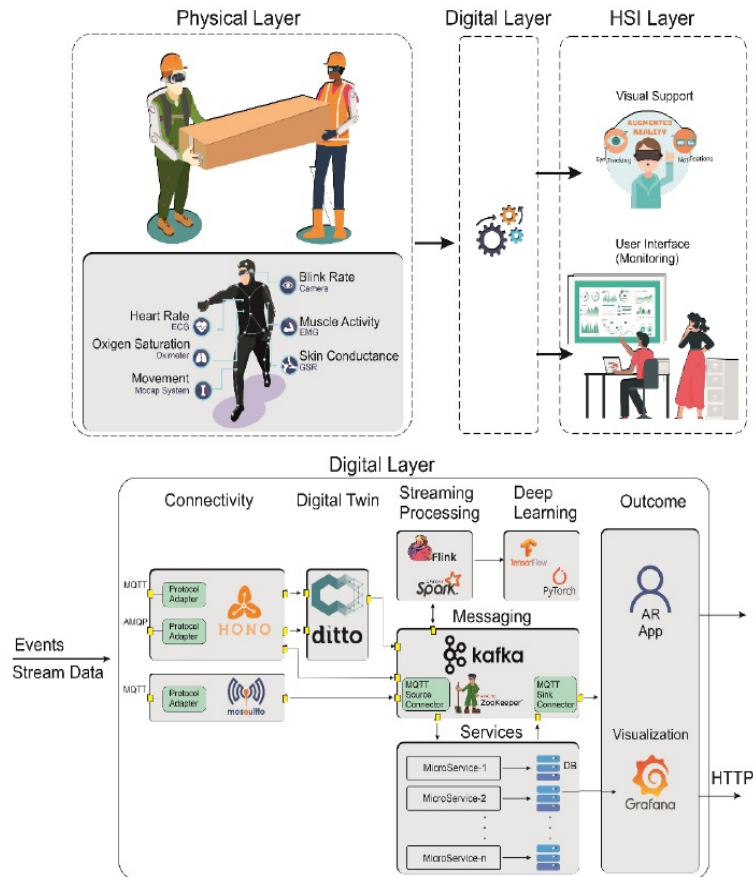 Physical Layer
Digital Layer
HSI Layer
Visual Support
AUGMENTED
REALITY
Eye Tracking
Notifications
User Interface
(Monitoring)
Blink Rate
Camera
Heart Rate
ECG
Muscle Activity
EMG
Oxigen Saturation
Oximeter
Skin Conductance
GSR
Movement
Mocap System
Digital Layer
Connectivity
Digital Twin
Streaming
Processing
Deep
Learning
Outcome
Flink
Spark
TensorFlow
PyTorch
MQTT
Protocol
Adapter
HONO
AMQP
Protocol
Adapter
ditto
Messaging
kafka
AR
App
Events
Stream Data
MQTT
Protocol
Adapter
mosquitto
MQTT
Source
Connector
ZooKeeper
MQTT
Sink
Connector
Services
Visualization
MicroService-1
DB
MicroService-2
MicroService-n
Grafana
HTTP